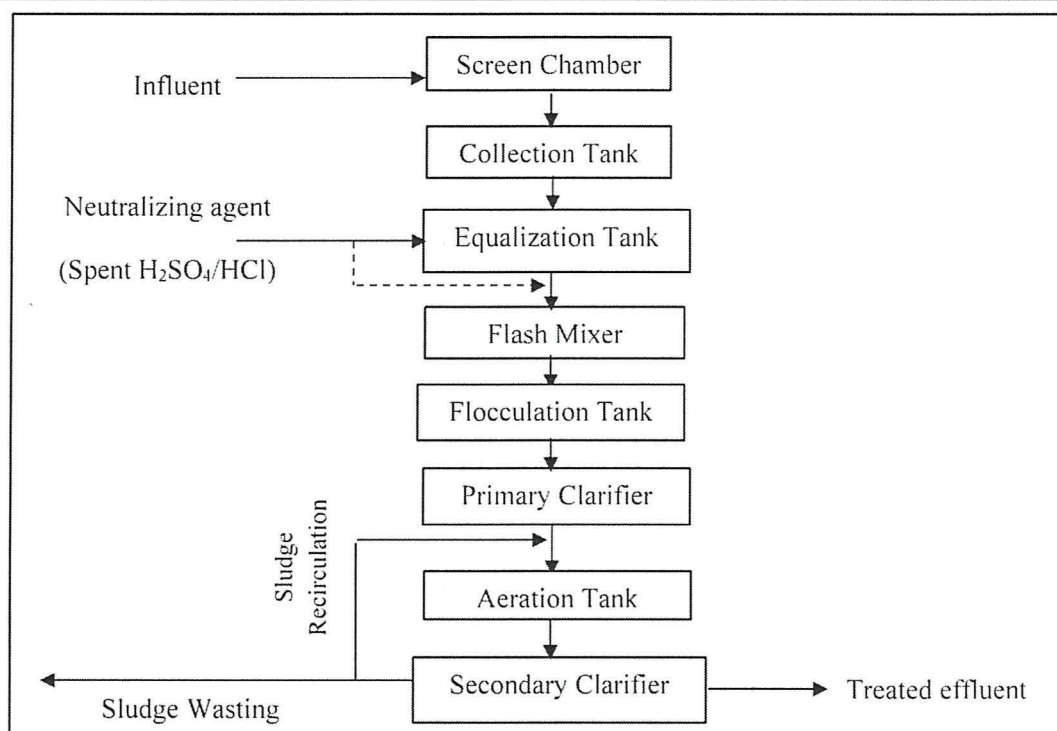 Screen Chamber
Influent
Collection Tank
Neutralizing agent
Equalization Tank
(Spent H₂SO₄/HCl)
Flash Mixer
Flocculation Tank
Primary Clarifier
Sludge
Recirculation
Aeration Tank
Secondary Clarifier
Treated effluent
Sludge Wasting